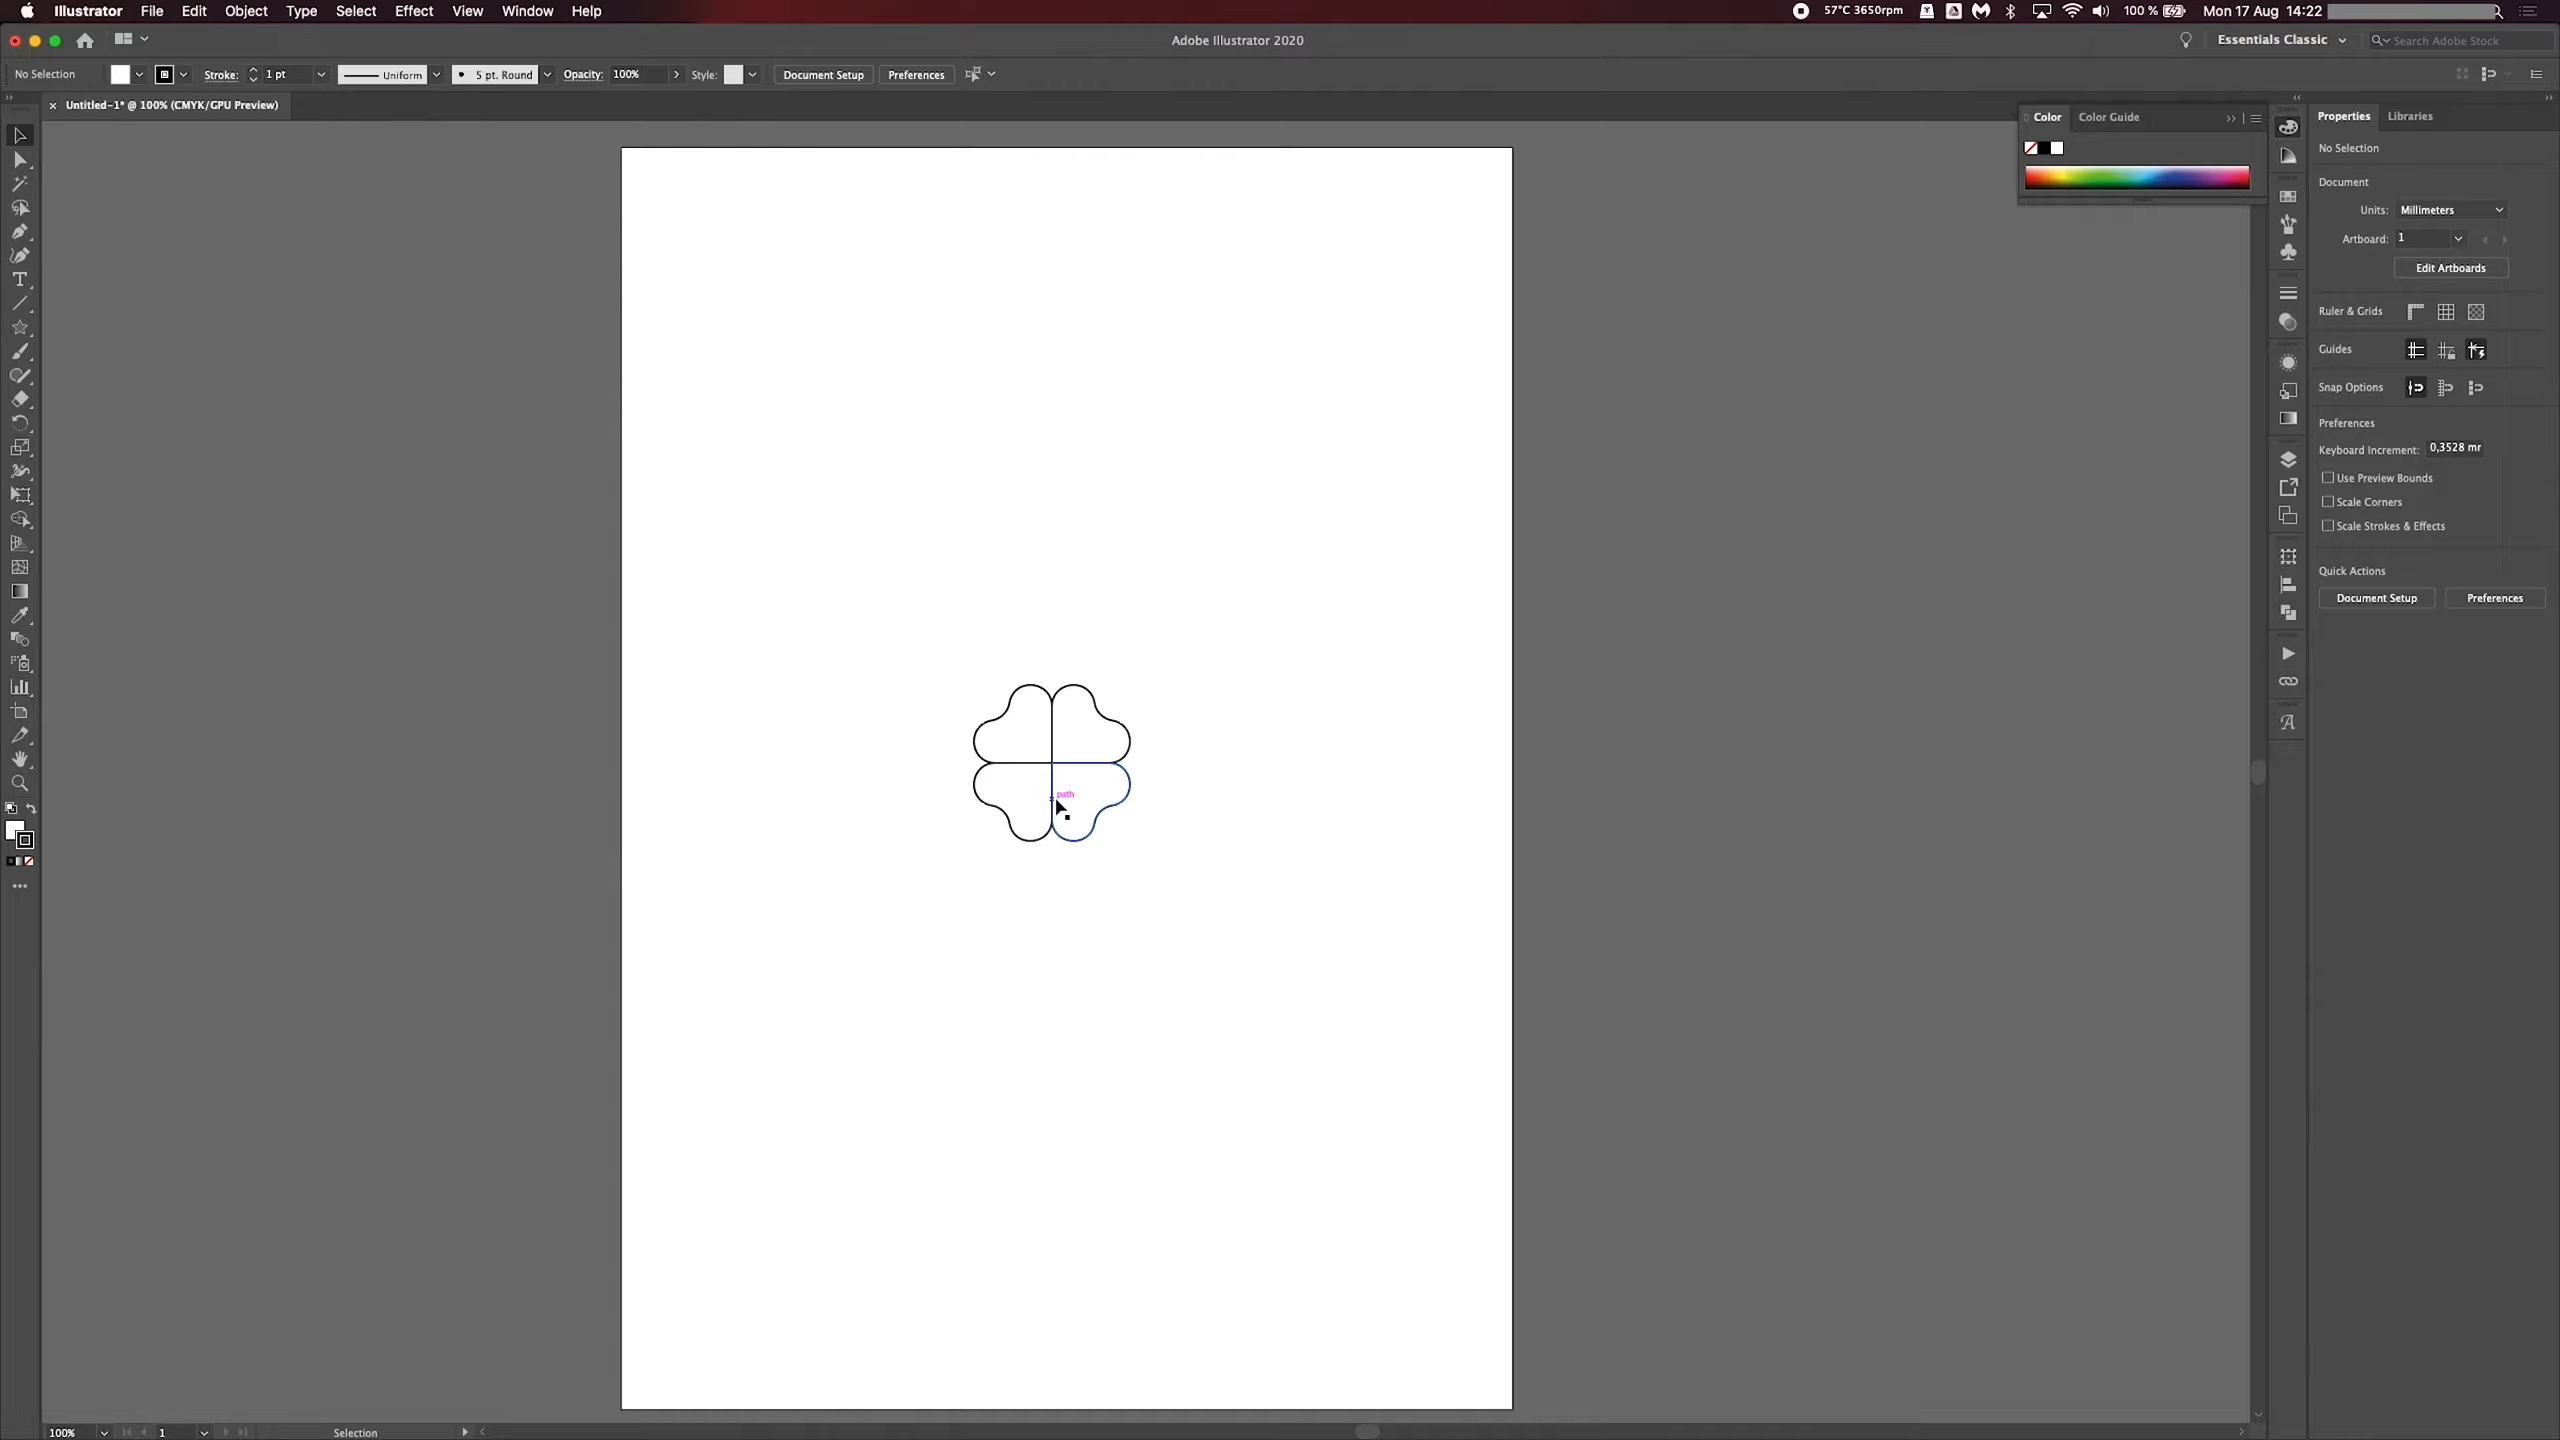 Illustrator File Edit Object Type Select Effect View Window Help 57°C 3650rpm 100 % Mon 17 Aug 14:22
Adobe Illustrator 2020 Essentials Classic Search Adobe Stock
No Selection Stroke: 1 pt Uniform 5 pt. Round Opacity: 100% Style: Document Setup Preferences
Untitled-1* @ 100% (CMYK/GPU Preview)
Color Color Guide
Properties Libraries
No Selection
Document
Units: Millimeters
Artboard: 1
Edit Artboards
Ruler & Grids
Guides
Snap Options
Preferences
Keyboard Increment: 0,3528 mr
Use Preview Bounds
Scale Corners
Scale Strokes & Effects
Quick Actions
Document Setup Preferences
path
100% 1 Selection